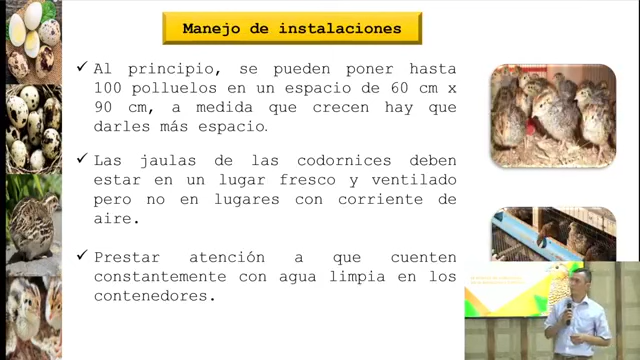 Manejo de instalaciones
✓ Al principio, se pueden poner hasta
100 polluelos en un espacio de 60 cm x
90 cm, a medida que crecen hay que
darles más espacio.
✓ Las jaulas de las codornices deben
estar en un lugar fresco y ventilado
pero no en lugares con corriente de
aire.
✓ Prestar atención a que cuenten
constantemente con agua limpia en los
contenedores.